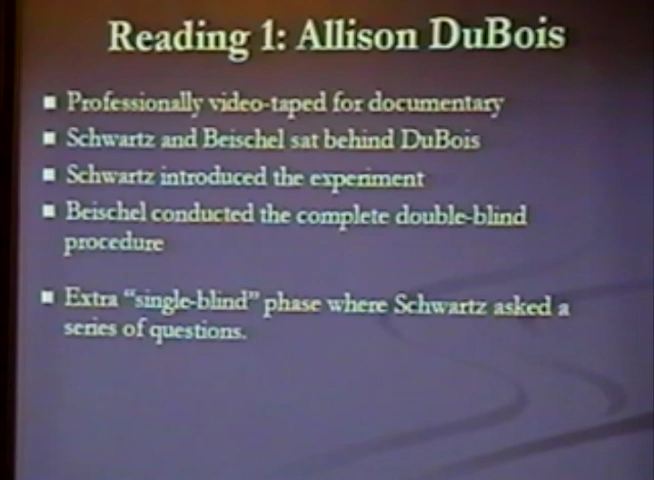 Reading 1: Allison DuBois
▪ Professionally video-taped for documentary
▪ Schwartz and Beischel sat behind DuBois
▪ Schwartz introduced the experiment
▪ Beischel conducted the complete double-blind
procedure
▪ Extra “single-blind” phase where Schwartz asked a
series of questions.